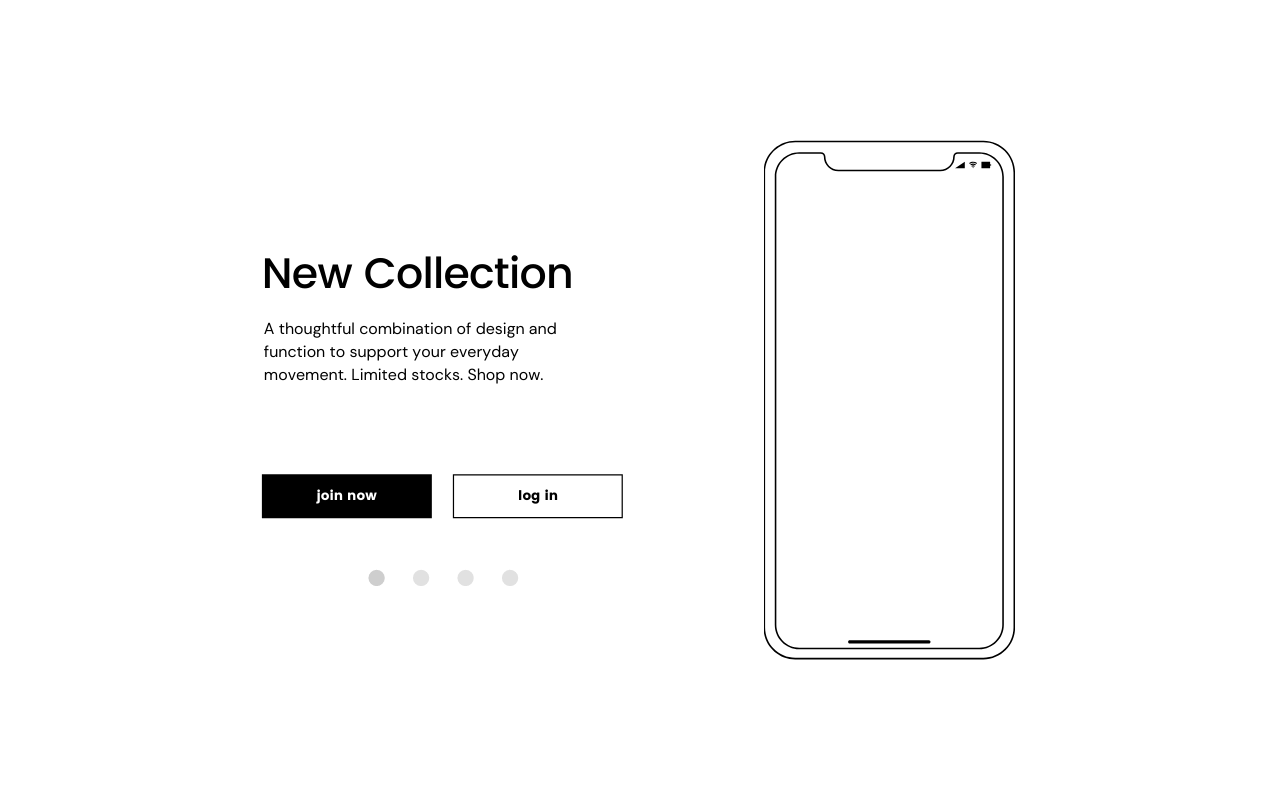 New Collection
A thoughtful combination of design and
function to support your everyday
movement. Limited stocks. Shop now.
join now
log in